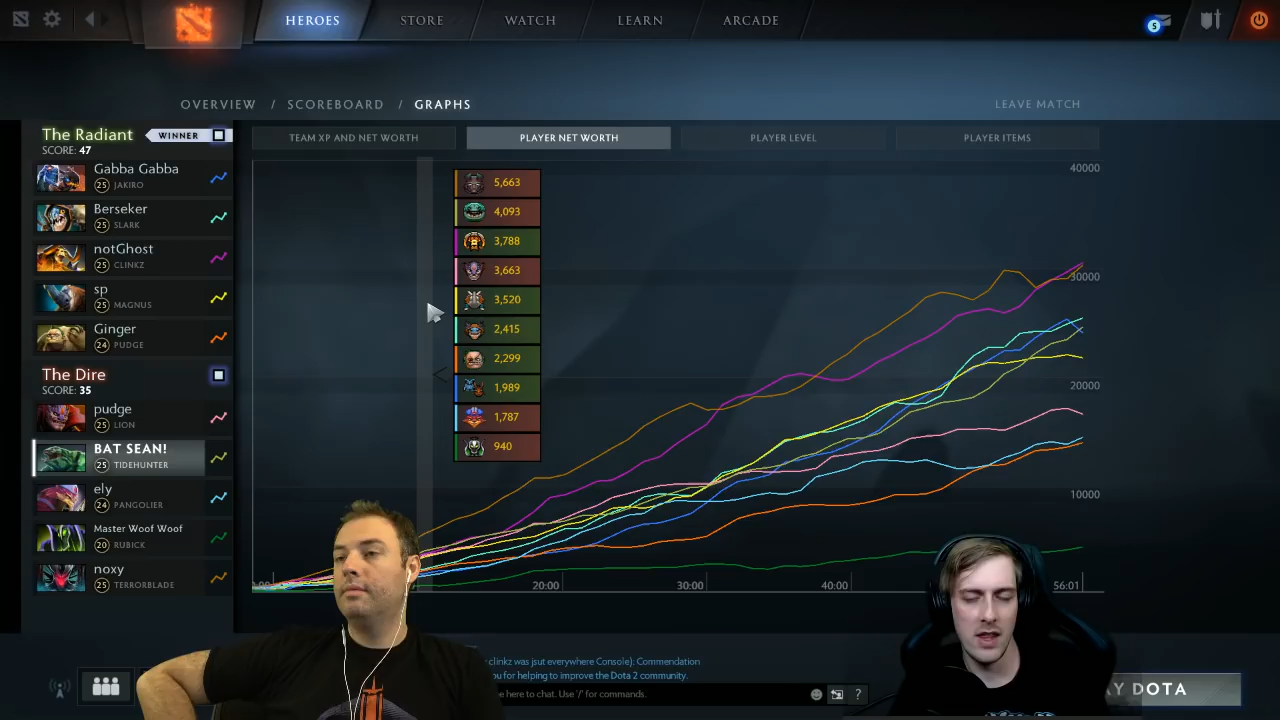 HEROES
STORE
WATCH
LEARN
ARCADE
5
OVERVIEW / SCOREBOARD / GRAPHS
LEAVE MATCH
The Radiant
WINNER
SCORE: 47
TEAM XP AND NET WORTH
PLAYER NET WORTH
PLAYER LEVEL
PLAYER ITEMS
Gabba Gabba
25 JAKIRO
Berseker
25 SLARK
notGhost
25 CLINKZ
sp
25 MAGNUS
Ginger
24 PUDGE
The Dire
SCORE: 35
pudge
25 LION
BAT SEAN!
25 TIDEHUNTER
ely
24 PANGOLIER
Master Woof Woof
20 RUBICK
noxy
25 TERRORBLADE
5,663
4,093
3,788
3,663
3,520
2,415
2,299
1,989
1,787
940
40000
30000
20000
10000
20:00
30:00
40:00
56:01
clinkz was jsut everywhere Console); Commendation
ou for helping to improve the Dota 2 community.
e here to chat. Use '/' for commands.
?
Y DOTA